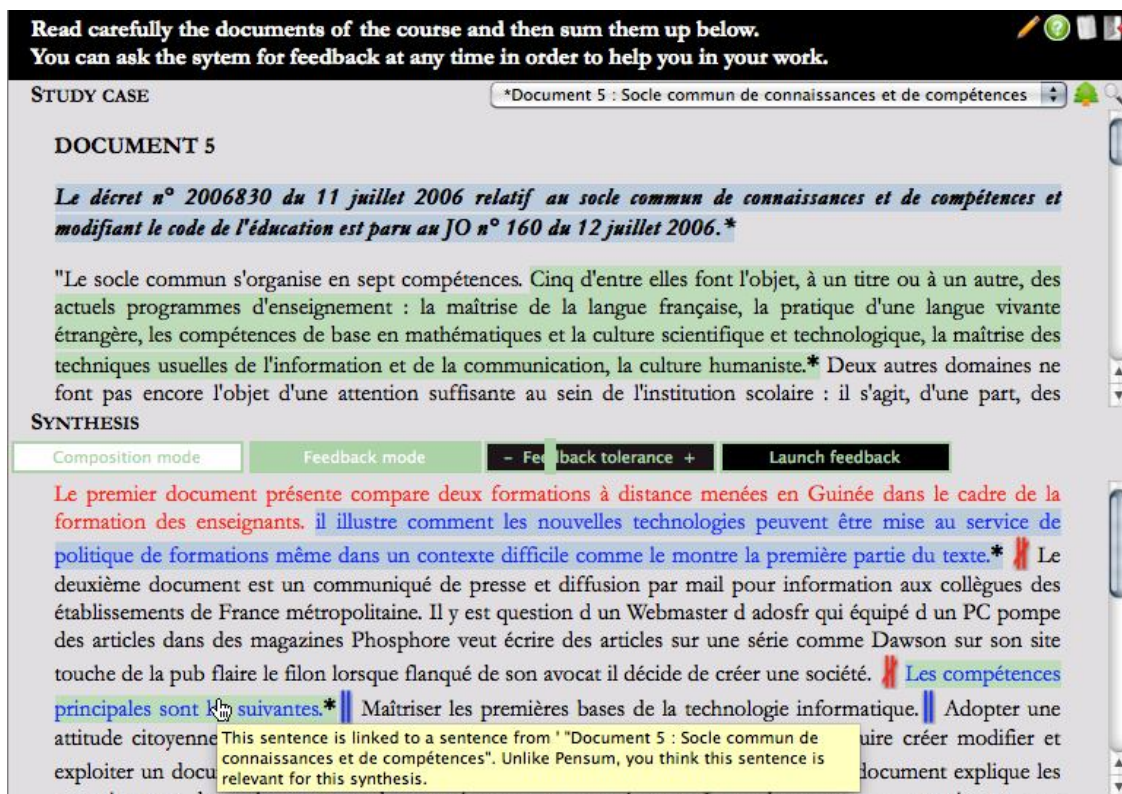 Read carefully the documents of the course and then sum them up below.
You can ask the sytem for feedback at any time in order to help you in your work.
STUDY CASE
*Document 5 : Socle commun de connaissances et de compétences
DOCUMENT 5
Le décret n° 2006830 du 11 juillet 2006 relatif au socle commun de connaissances et de compétences et
modifiant le code de l'éducation est paru au JO n° 160 du 12 juillet 2006.*
"Le socle commun s'organise en sept compétences. Cinq d'entre elles font l'objet, à un titre ou à un autre, des
actuels programmes d'enseignement : la maîtrise de la langue française, la pratique d'une langue vivante
étrangère, les compétences de base en mathématiques et la culture scientifique et technologique, la maîtrise des
techniques usuelles de l'information et de la communication, la culture humaniste.* Deux autres domaines ne
font pas encore l'objet d'une attention suffisante au sein de l'institution scolaire : il s'agit, d'une part, des
SYNTHESIS
Composition mode Feedback mode - Feedback tolerance + Launch feedback
Le premier document présente compare deux formations à distance menées en Guinée dans le cadre de la
formation des enseignants. il illustre comment les nouvelles technologies peuvent être mise au service de
politique de formations même dans un contexte difficile comme le montre la première partie du texte.* Le
deuxième document est un communiqué de presse et diffusion par mail pour information aux collègues des
établissements de France métropolitaine. Il y est question d un Webmaster d adosfr qui équipé d un PC pompe
des articles dans des magazines Phosphore veut écrire des articles sur une série comme Dawson sur son site
touche de la pub flaire le filon lorsque flanqué de son avocat il décide de créer une société. Les compétences
principales sont suivantes.* Maîtriser les premières bases de la technologie informatique. Adopter une
attitude citoyenne uire créer modifier et
exploiter un docu document explique les
This sentence is linked to a sentence from ' "Document 5 : Socle commun de
connaissances et de compétences". Unlike Pensum, you think this sentence is
relevant for this synthesis.